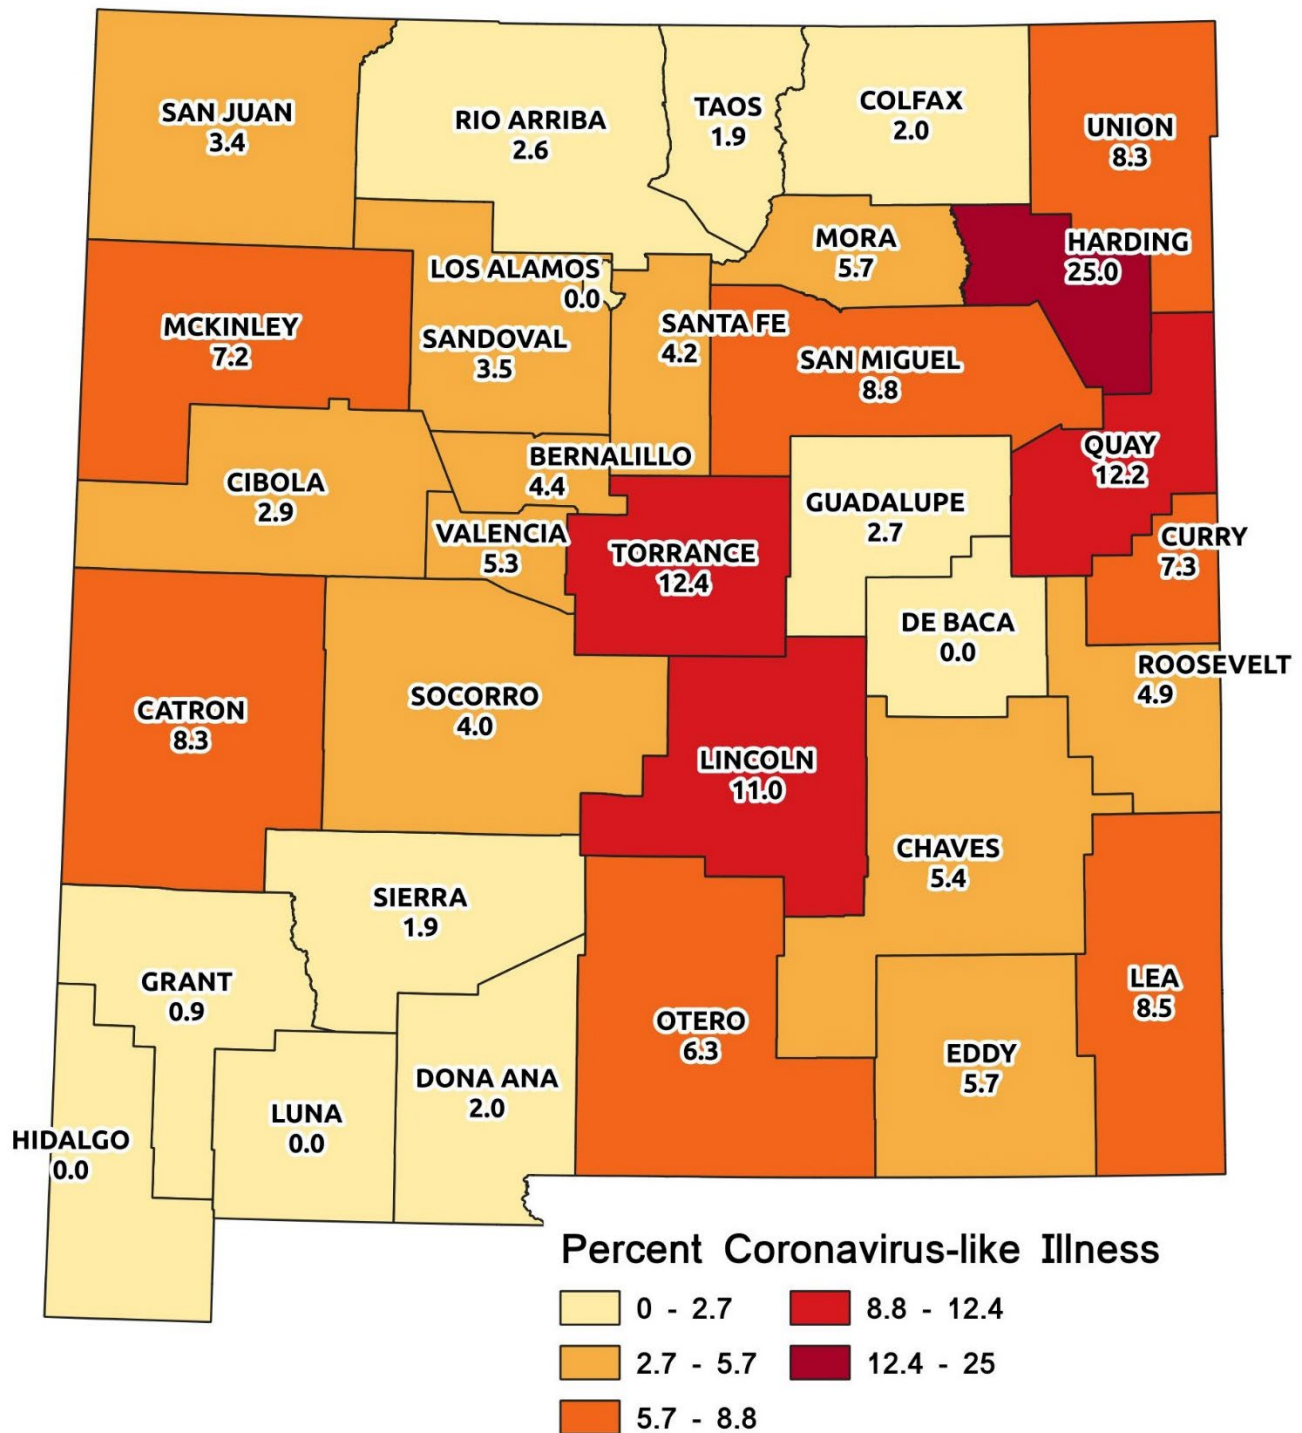 SAN JUAN
3.4
RIO ARRIBA
2.6
TAOS
1.9
COLFAX
2.0
UNION
8.3
MORA
5.7
HARDING
25.0
LOS ALAMOS
0.0
MCKINLEY
7.2
SANDOVAL
3.5
SANTA FE
4.2
SAN MIGUEL
8.8
QUAY
12.2
CIBOLA
2.9
BERNALILLO
4.4
GUADALUPE
2.7
VALENCIA
5.3
TORRANCE
12.4
CURRY
7.3
DE BACA
0.0
ROOSEVELT
4.9
CATRON
8.3
SOCORRO
4.0
LINCOLN
11.0
CHAVES
5.4
SIERRA
1.9
GRANT
0.9
LEA
8.5
OTERO
6.3
EDDY
5.7
DONA ANA
2.0
LUNA
0.0
HIDALGO
0.0
Percent Coronavirus-like Illness
0 - 2.7
8.8 - 12.4
2.7 - 5.7
12.4 - 25
5.7 - 8.8